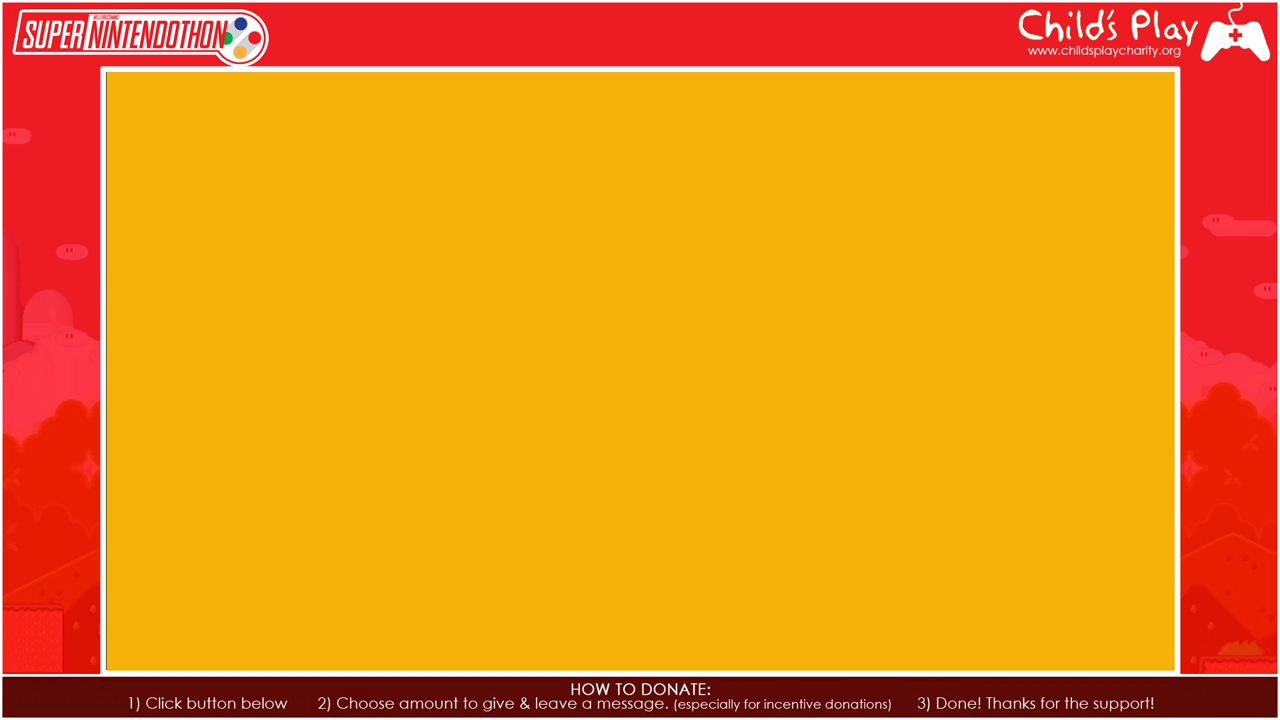 SUPER NINTENDOTHON
Child's Play
www.childsplaycharity.org
HOW TO DONATE:
1) Click button below 2) Choose amount to give & leave a message. (especially for incentive donations) 3) Done! Thanks for the support!